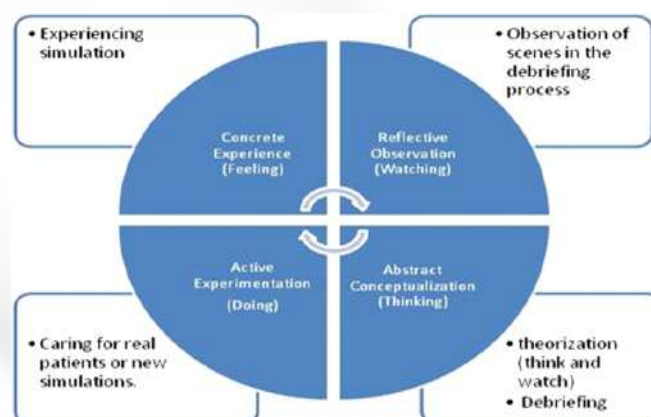 • Experiencing
simulation
• Observation of
scenes in the
debriefing
process
Concrete
Experience
(Feeling)
Reflective
Observation
(Watching)
Active
Experimentation
(Doing)
Abstract
Conceptualization
(Thinking)
• Caring for real
patients or new
simulations.
• theorization
(think and
watch)
• Debriefing